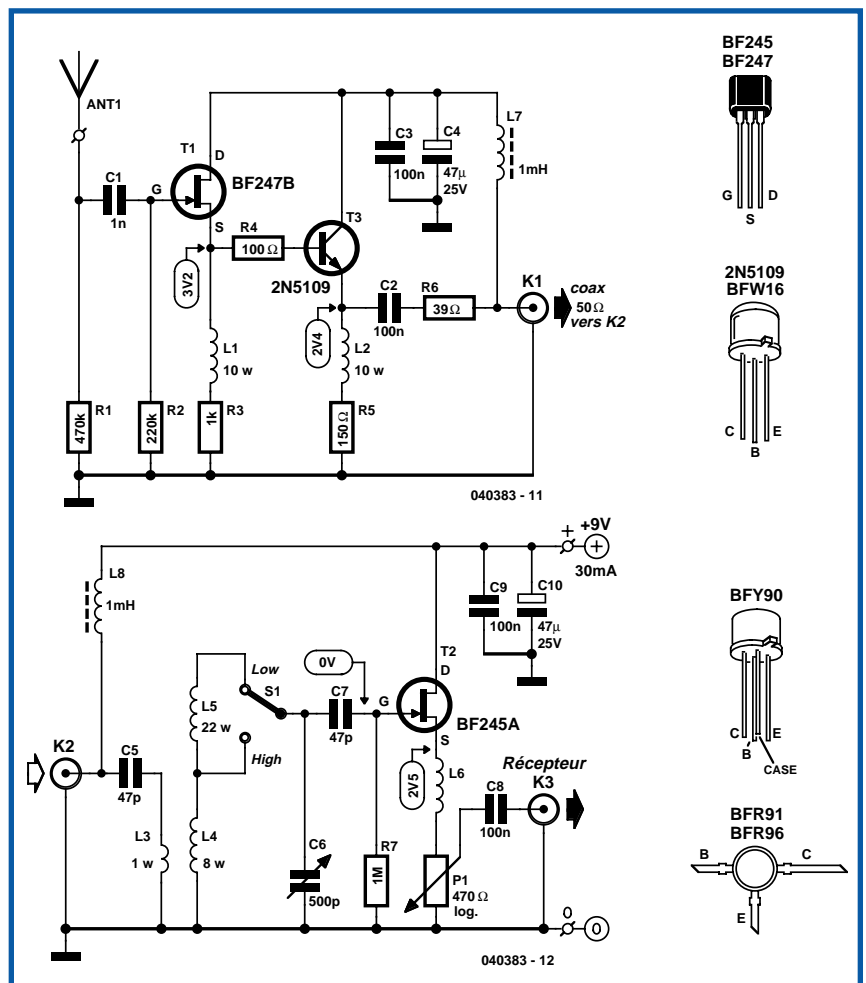 ANT1
C1
1n
T1
D
G
S
BF247B
R4
100 Ω
3V2
T3
2N5109
2V4
C3
100n
C4
47µ
25V
L7
1mH
C2
100n
R6
39Ω
K1
coax
50Ω
vers K2
L1
10 w
L2
10 w
R1
470k
R2
220k
R3
1k
R5
150Ω
040383 - 11
L8
1mH
+
+9V
30mA
C9
100n
C10
47µ
25V
Low
S1
High
L5
22 w
0V
C7
47p
T2
D
G
S
BF245A
2V5
L6
K2
C5
47p
L3
1 w
L4
8 w
C6
500p
R7
1M
P1
470 Ω
log.
C8
100n
Récepteur
K3
0
0
040383 - 12
BF245
BF247
G
S
D
2N5109
BFW16
C
B
E
BFY90
C
B
E
CASE
BFR91
BFR96
B
C
E